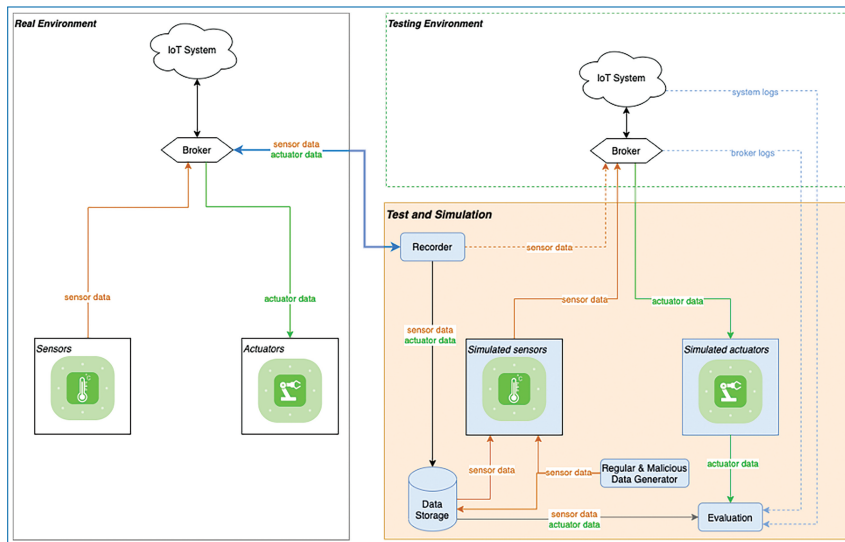 Real Environment
IoT System
Broker
sensor data
actuator data
sensor data
actuator data
Sensors
°C
Actuators
Testing Environment
IoT System
system logs
Broker
broker logs
Test and Simulation
Recorder
sensor data
sensor data
actuator data
sensor data
actuator data
Simulated sensors
°C
Simulated actuators
sensor data
sensor data
Regular & Malicious
Data Generator
actuator data
Data
Storage
sensor data
actuator data
Evaluation